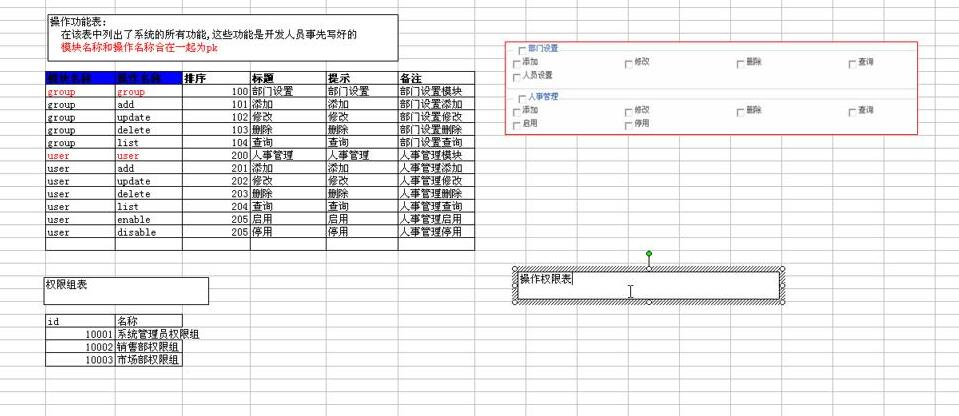 操作功能表:
在该表中列出了系统的所有功能,这些功能是开发人员事先写好的
模块名称和操作名称合在一起为pk
模块名称 操作名称 排序 标题 提示 备注
group group 100 部门设置 部门设置 部门设置模块
group add 101 添加 添加 部门设置添加
group update 102 修改 修改 部门设置修改
group delete 103 删除 删除 部门设置删除
group list 104 查询 查询 部门设置查询
user user 200 人事管理 人事管理 人事管理模块
user add 201 添加 添加 人事管理添加
user update 202 修改 修改 人事管理修改
user delete 203 删除 删除 人事管理删除
user list 204 查询 查询 人事管理查询
user enable 205 启用 启用 人事管理启用
user disable 205 停用 停用 人事管理停用
部门设置
添加 修改 删除 查询
人员设置
人事管理
添加 修改 删除 查询
启用 停用
权限组表
操作权限表
id 名称
10001 系统管理员权限组
10002 销售部权限组
10003 市场部权限组